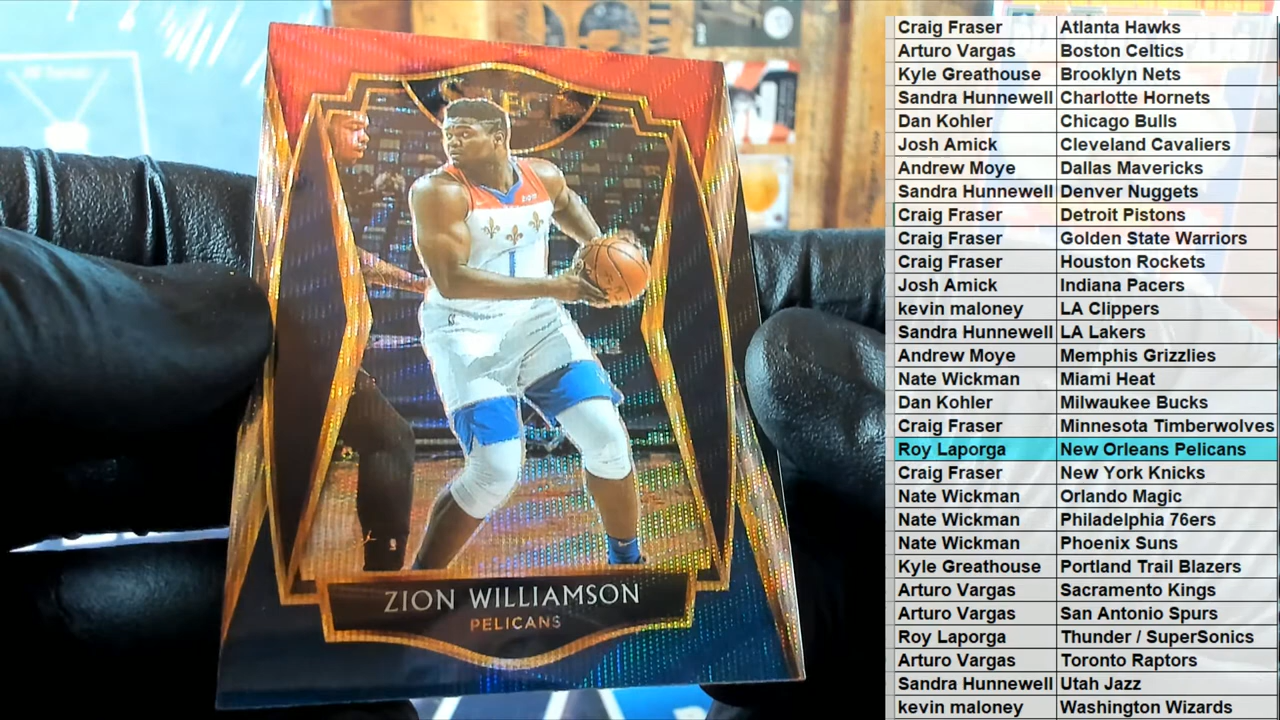 ZION WILLIAMSON
PELICANS
1
Craig Fraser Atlanta Hawks
Arturo Vargas Boston Celtics
Kyle Greathouse Brooklyn Nets
Sandra Hunnewell Charlotte Hornets
Dan Kohler Chicago Bulls
Josh Amick Cleveland Cavaliers
Andrew Moye Dallas Mavericks
Sandra Hunnewell Denver Nuggets
Craig Fraser Detroit Pistons
Craig Fraser Golden State Warriors
Craig Fraser Houston Rockets
Josh Amick Indiana Pacers
kevin maloney LA Clippers
Sandra Hunnewell LA Lakers
Andrew Moye Memphis Grizzlies
Nate Wickman Miami Heat
Dan Kohler Milwaukee Bucks
Craig Fraser Minnesota Timberwolves
Roy Laporga New Orleans Pelicans
Craig Fraser New York Knicks
Nate Wickman Orlando Magic
Nate Wickman Philadelphia 76ers
Nate Wickman Phoenix Suns
Kyle Greathouse Portland Trail Blazers
Arturo Vargas Sacramento Kings
Arturo Vargas San Antonio Spurs
Roy Laporga Thunder / SuperSonics
Arturo Vargas Toronto Raptors
Sandra Hunnewell Utah Jazz
kevin maloney Washington Wizards